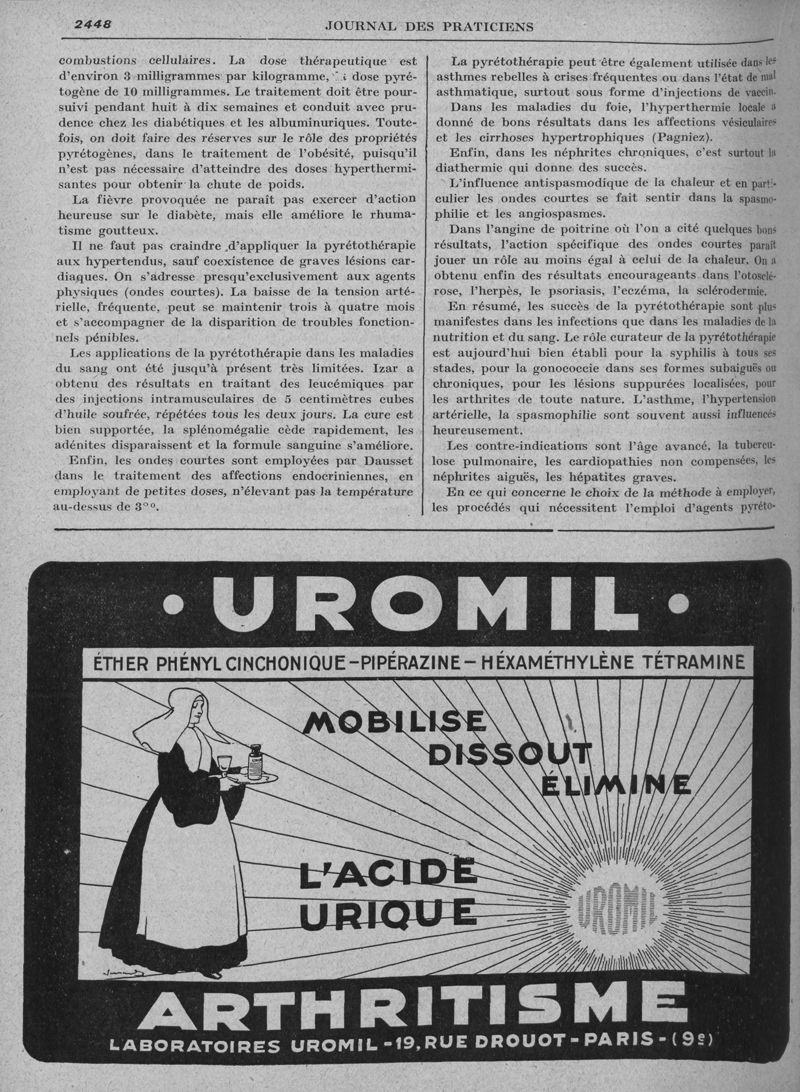 2448
JOURNAL DES PRATICIENS
combustions cellulaires. La dose thérapeutique est
d'environ 3 milligrammes par kilogramme, dose pyré-
togène de 10 milligrammes. Le traitement doit être pour-
suivi pendant huit à dix semaines et conduit avec pru-
dence chez les diabétiques et les albuminuriques. Toute-
fois, on doit faire des réserves sur le rôle des propriétés
pyrétogènes, dans le traitement de l'obésité, puisqu'il
n'est pas nécessaire d'atteindre des doses hyperthermi-
santes pour obtenir la chute de poids.
La fièvre provoquée ne paraît pas exercer d'action
heureuse sur le diabète, mais elle améliore le rhuma-
tisme goutteux.
Il ne faut pas craindre d'appliquer la pyrétothérapie
aux hypertendus, sauf coexistence de graves lésions car-
diaques. On s'adresse presqu'exclusivement aux agents
physiques (ondes courtes). La baisse de la tension arté-
rielle, fréquente, peut se maintenir trois à quatre mois
et s'accompagner de la disparition de troubles fonction-
nels pénibles.
Les applications de la pyrétothérapie dans les maladies
du sang ont été jusqu'à présent très limitées. Izar a
obtenu des résultats en traitant des leucémiques par
des injections intramusculaires de 5 centimètres cubes
d'huile soufrée, répétées tous les deux jours. La cure est
bien supportée, la splénomégalie cède rapidement, les
adénites disparaissent et la formule sanguine s'améliore.
Enfin, les ondes courtes sont employées par Dausset
dans le traitement des affections endocriniennes, en
employant de petites doses, n'élevant pas la température
au-dessus de
La pyrétothérapie peut être également utilisée dans les
asthmes rebelles à crises fréquentes ou dans l'état de mal
asthmatique, surtout sous forme d'injections de vaccin.
Dans les maladies du foie, l'hyperthermie locale a
donné de bons résultats dans les affections vésiculaires
et les cirrhoses hypertrophiques (Pagniez).
Enfin, dans les néphrites chroniques, c'est surtout la
diathermie qui donne des succès.
L'influence antispasmodique de la chaleur et en parti-
culier les ondes courtes se fait sentir dans la spasmo-
philie et les angiospasmes.
Dans l'angine de poitrine où l'on a cité quelques bons
résultats, l'action spécifique des ondes courtes paraît
jouer un rôle au moins égal à celui de la chaleur. On a
obtenu enfin des résultats encourageants dans l'otosclé-
rose, l'herpès, le psoriasis, l'eczéma, la sclérodermie.
En résumé, les succès de la pyrétothérapie sont plus
manifestes dans les infections que dans les maladies de la
nutrition et du sang. Le rôle curateur de la pyrétothérapie
est aujourd'hui bien établi pour la syphilis à tous ses
stades, pour la gonococcie dans ses formes subaiguës ou
chroniques, pour les lésions suppurées localisées, pour
les arthrites de toute nature. L'asthme, l'hypertension
artérielle, la spasmophilie sont souvent aussi influencés
heureusement.
Les contre-indications sont l'âge avancé, la tubercu-
lose pulmonaire, les cardiopathies non compensées, les
néphrites aiguës, les hépatites graves.
En ce qui concerne le choix de la méthode à employer,
les procédés qui nécessitent l'emploi d'agents pyréto-
• UROMIL •
ÉTHER PHÉNYL CINCHONIQUE – PIPÉRAZINE – HÉXAMÉTHYLÈNE TÉTRAMINE
MOBILISE
DISSOUT
ÉLIMINE
L'ACIDE
URIQUE
UROMIL
ARTHRITISME
LABORATOIRES UROMIL - 19, RUE DROUOT - PARIS - (9e)